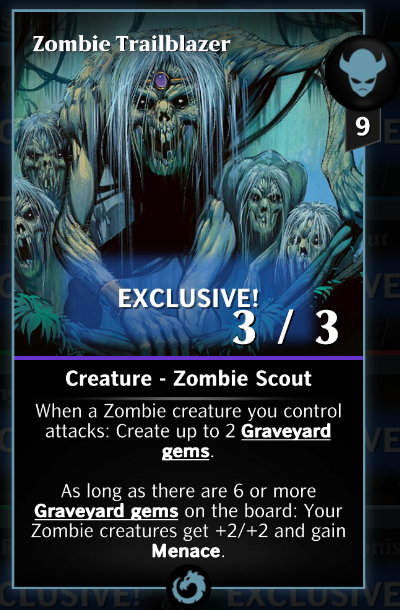 Zombie Trailblazer
9
EXCLUSIVE!
3 / 3
Creature - Zombie Scout
When a Zombie creature you control
attacks: Create up to 2 Graveyard
gems.
As long as there are 6 or more
Graveyard gems on the board: Your
Zombie creatures get +2/+2 and gain
Menace.